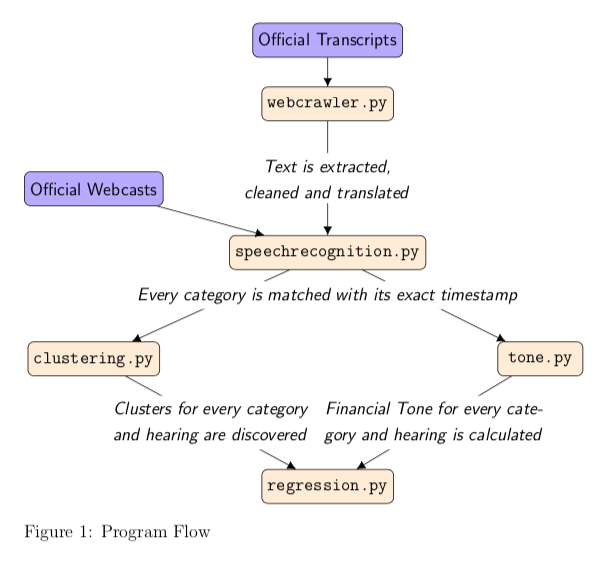 Official Transcripts
webcrawler.py
Text is extracted,
cleaned and translated
Official Webcasts
speechrecognition.py
Every category is matched with its exact timestamp
clustering.py
tone.py
Clusters for every category
and hearing are discovered
Financial Tone for every cate-
gory and hearing is calculated
regression.py
Figure 1: Program Flow